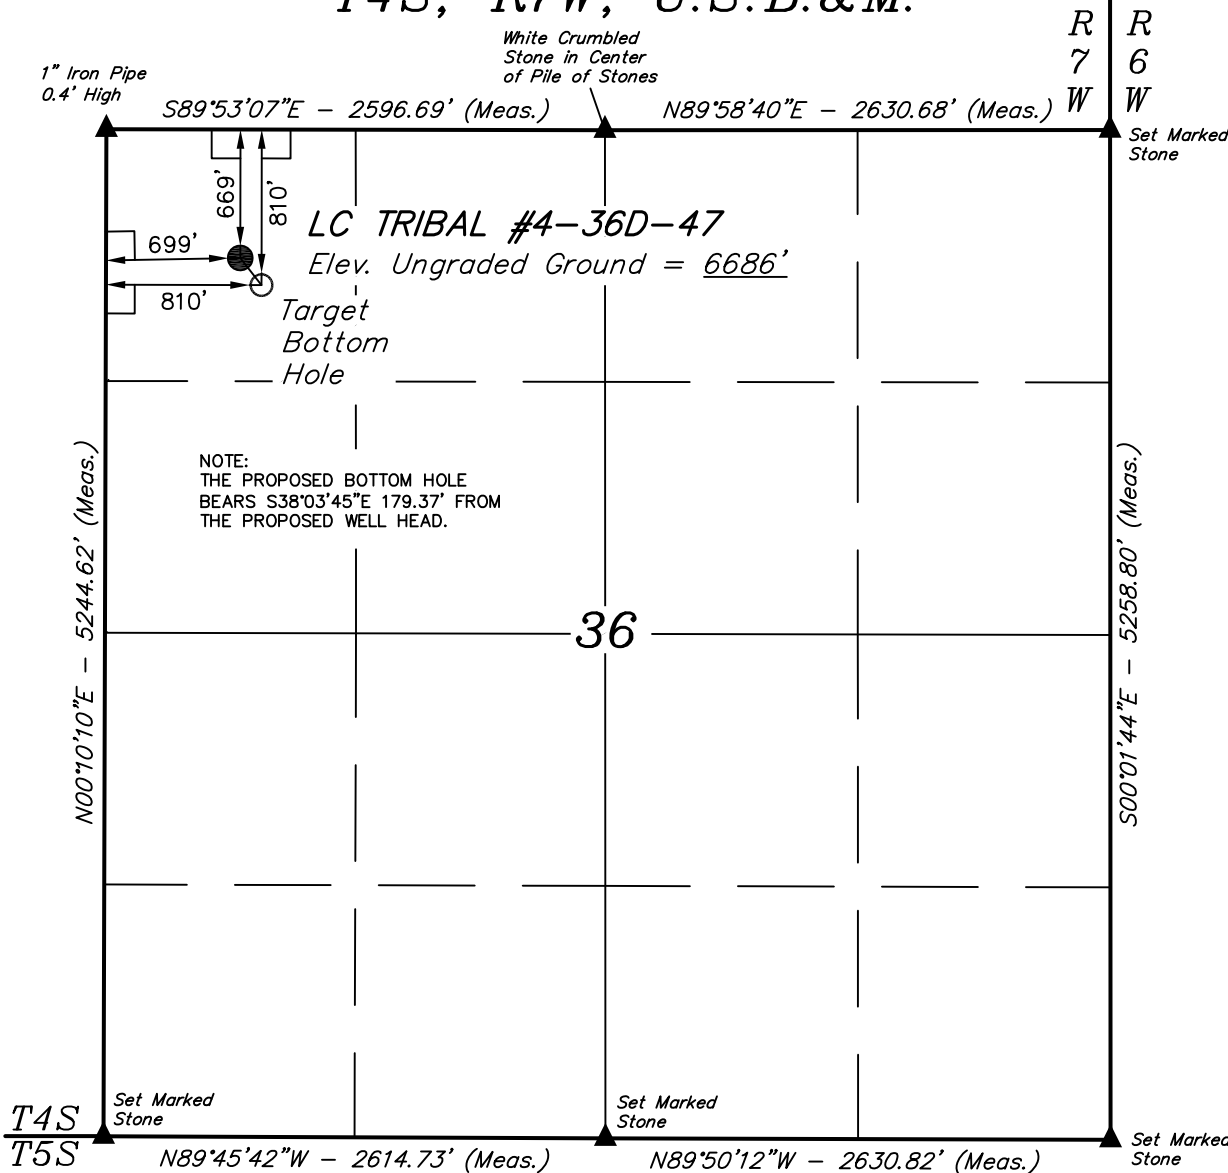 T4S, R7W, U.S.B.&M.
R R
7 6
W W
White Crumbled
Stone in Center
of Pile of Stones
1" Iron Pipe
0.4' High
S89°53'07"E - 2596.69' (Meas.)
N89°58'40"E - 2630.68' (Meas.)
Set Marked
Stone
669'
810'
699'
810'
LC TRIBAL #4-36D-47
Elev. Ungraded Ground = 6686'
Target
Bottom
Hole
NOTE:
THE PROPOSED BOTTOM HOLE
BEARS S38°03'45"E 179.37' FROM
THE PROPOSED WELL HEAD.
N00°10'10"E - 5244.62' (Meas.)
S00°01'44"E - 5258.80' (Meas.)
36
Set Marked
Stone
Set Marked
Stone
Set Marked
Stone
T4S
T5S
N89°45'42"W - 2614.73' (Meas.)
N89°50'12"W - 2630.82' (Meas.)